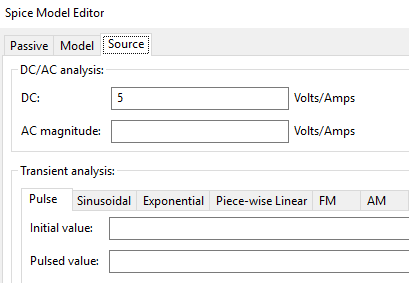 Spice Model Editor
Passive Model Source
DC/AC analysis:
DC: 5 Volts/Amps
AC magnitude: Volts/Amps
Transient analysis:
Pulse Sinusoidal Exponential Piece-wise Linear FM AM
Initial value:
Pulsed value: